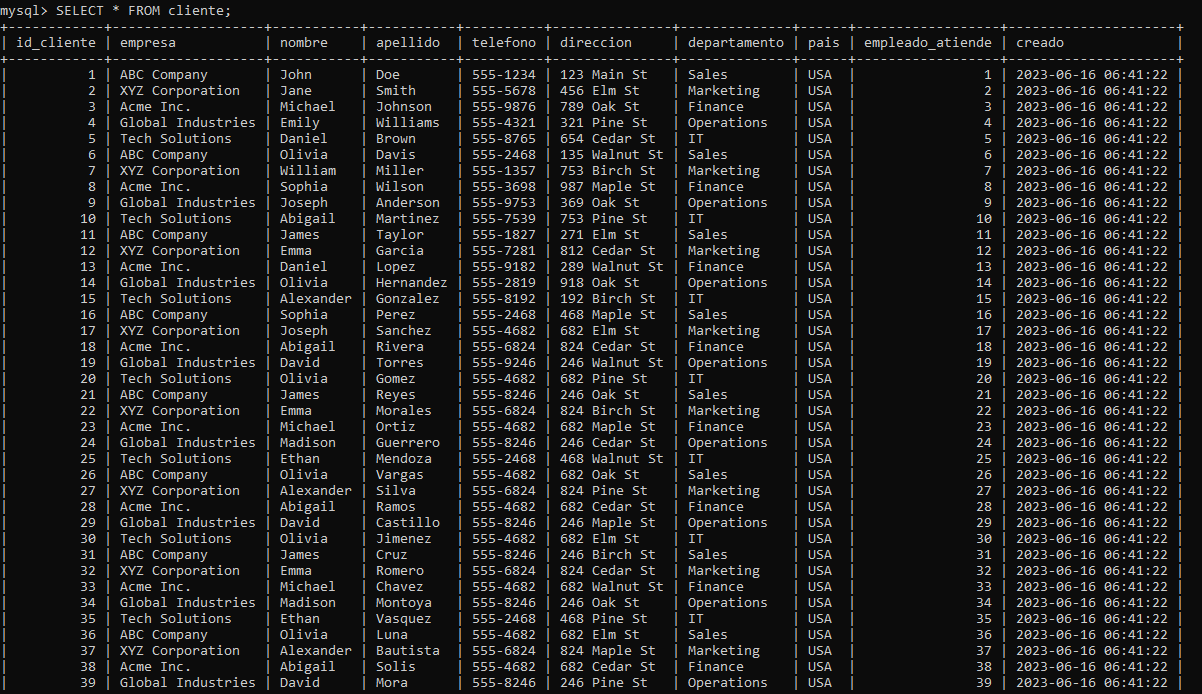 mysql> SELECT * FROM cliente;
+------------+-------------------+-----------+-----------+----------+---------------+--------------+------+------------------+---------------------+
| id_cliente | empresa           | nombre    | apellido  | telefono | direccion     | departamento | pais | empleado_atiende | creado              |
+------------+-------------------+-----------+-----------+----------+---------------+--------------+------+------------------+---------------------+
|          1 | ABC Company       | John      | Doe       | 555-1234 | 123 Main St   | Sales        | USA  |                1 | 2023-06-16 06:41:22 |
|          2 | XYZ Corporation   | Jane      | Smith     | 555-5678 | 456 Elm St    | Marketing    | USA  |                2 | 2023-06-16 06:41:22 |
|          3 | Acme Inc.         | Michael   | Johnson   | 555-9876 | 789 Oak St    | Finance      | USA  |                3 | 2023-06-16 06:41:22 |
|          4 | Global Industries | Emily     | Williams  | 555-4321 | 321 Pine St   | Operations   | USA  |                4 | 2023-06-16 06:41:22 |
|          5 | Tech Solutions    | Daniel    | Brown     | 555-8765 | 654 Cedar St  | IT           | USA  |                5 | 2023-06-16 06:41:22 |
|          6 | ABC Company       | Olivia    | Davis     | 555-2468 | 135 Walnut St | Sales        | USA  |                6 | 2023-06-16 06:41:22 |
|          7 | XYZ Corporation   | William   | Miller    | 555-1357 | 753 Birch St  | Marketing    | USA  |                7 | 2023-06-16 06:41:22 |
|          8 | Acme Inc.         | Sophia    | Wilson    | 555-3698 | 987 Maple St  | Finance      | USA  |                8 | 2023-06-16 06:41:22 |
|          9 | Global Industries | Joseph    | Anderson  | 555-9753 | 369 Oak St    | Operations   | USA  |                9 | 2023-06-16 06:41:22 |
|         10 | Tech Solutions    | Abigail   | Martinez  | 555-7539 | 753 Pine St   | IT           | USA  |               10 | 2023-06-16 06:41:22 |
|         11 | ABC Company       | James     | Taylor    | 555-1827 | 271 Elm St    | Sales        | USA  |               11 | 2023-06-16 06:41:22 |
|         12 | XYZ Corporation   | Emma      | Garcia    | 555-7281 | 812 Cedar St  | Marketing    | USA  |               12 | 2023-06-16 06:41:22 |
|         13 | Acme Inc.         | Daniel    | Lopez     | 555-9182 | 289 Walnut St | Finance      | USA  |               13 | 2023-06-16 06:41:22 |
|         14 | Global Industries | Olivia    | Hernandez | 555-2819 | 918 Oak St    | Operations   | USA  |               14 | 2023-06-16 06:41:22 |
|         15 | Tech Solutions    | Alexander | Gonzalez  | 555-8192 | 192 Birch St  | IT           | USA  |               15 | 2023-06-16 06:41:22 |
|         16 | ABC Company       | Sophia    | Perez     | 555-2468 | 468 Maple St  | Sales        | USA  |               16 | 2023-06-16 06:41:22 |
|         17 | XYZ Corporation   | Joseph    | Sanchez   | 555-4682 | 682 Elm St    | Marketing    | USA  |               17 | 2023-06-16 06:41:22 |
|         18 | Acme Inc.         | Abigail   | Rivera    | 555-6824 | 824 Cedar St  | Finance      | USA  |               18 | 2023-06-16 06:41:22 |
|         19 | Global Industries | David     | Torres    | 555-9246 | 246 Walnut St | Operations   | USA  |               19 | 2023-06-16 06:41:22 |
|         20 | Tech Solutions    | Olivia    | Gomez     | 555-4682 | 682 Pine St   | IT           | USA  |               20 | 2023-06-16 06:41:22 |
|         21 | ABC Company       | James     | Reyes     | 555-8246 | 246 Oak St    | Sales        | USA  |               21 | 2023-06-16 06:41:22 |
|         22 | XYZ Corporation   | Emma      | Morales   | 555-6824 | 824 Birch St  | Marketing    | USA  |               22 | 2023-06-16 06:41:22 |
|         23 | Acme Inc.         | Michael   | Ortiz     | 555-4682 | 682 Maple St  | Finance      | USA  |               23 | 2023-06-16 06:41:22 |
|         24 | Global Industries | Madison   | Guerrero  | 555-8246 | 246 Cedar St  | Operations   | USA  |               24 | 2023-06-16 06:41:22 |
|         25 | Tech Solutions    | Ethan     | Mendoza   | 555-2468 | 468 Walnut St | IT           | USA  |               25 | 2023-06-16 06:41:22 |
|         26 | ABC Company       | Olivia    | Vargas    | 555-4682 | 682 Oak St    | Sales        | USA  |               26 | 2023-06-16 06:41:22 |
|         27 | XYZ Corporation   | Alexander | Silva     | 555-6824 | 824 Pine St   | Marketing    | USA  |               27 | 2023-06-16 06:41:22 |
|         28 | Acme Inc.         | Abigail   | Ramos     | 555-4682 | 682 Cedar St  | Finance      | USA  |               28 | 2023-06-16 06:41:22 |
|         29 | Global Industries | David     | Castillo  | 555-8246 | 246 Maple St  | Operations   | USA  |               29 | 2023-06-16 06:41:22 |
|         30 | Tech Solutions    | Olivia    | Jimenez   | 555-4682 | 682 Elm St    | IT           | USA  |               30 | 2023-06-16 06:41:22 |
|         31 | ABC Company       | James     | Cruz      | 555-8246 | 246 Birch St  | Sales        | USA  |               31 | 2023-06-16 06:41:22 |
|         32 | XYZ Corporation   | Emma      | Romero    | 555-6824 | 824 Cedar St  | Marketing    | USA  |               32 | 2023-06-16 06:41:22 |
|         33 | Acme Inc.         | Michael   | Chavez    | 555-4682 | 682 Walnut St | Finance      | USA  |               33 | 2023-06-16 06:41:22 |
|         34 | Global Industries | Madison   | Montoya   | 555-8246 | 246 Oak St    | Operations   | USA  |               34 | 2023-06-16 06:41:22 |
|         35 | Tech Solutions    | Ethan     | Vasquez   | 555-2468 | 468 Pine St   | IT           | USA  |               35 | 2023-06-16 06:41:22 |
|         36 | ABC Company       | Olivia    | Luna      | 555-4682 | 682 Elm St    | Sales        | USA  |               36 | 2023-06-16 06:41:22 |
|         37 | XYZ Corporation   | Alexander | Bautista  | 555-6824 | 824 Maple St  | Marketing    | USA  |               37 | 2023-06-16 06:41:22 |
|         38 | Acme Inc.         | Abigail   | Solis     | 555-4682 | 682 Cedar St  | Finance      | USA  |               38 | 2023-06-16 06:41:22 |
|         39 | Global Industries | David     | Mora      | 555-8246 | 246 Pine St   | Operations   | USA  |               39 | 2023-06-16 06:41:22 |